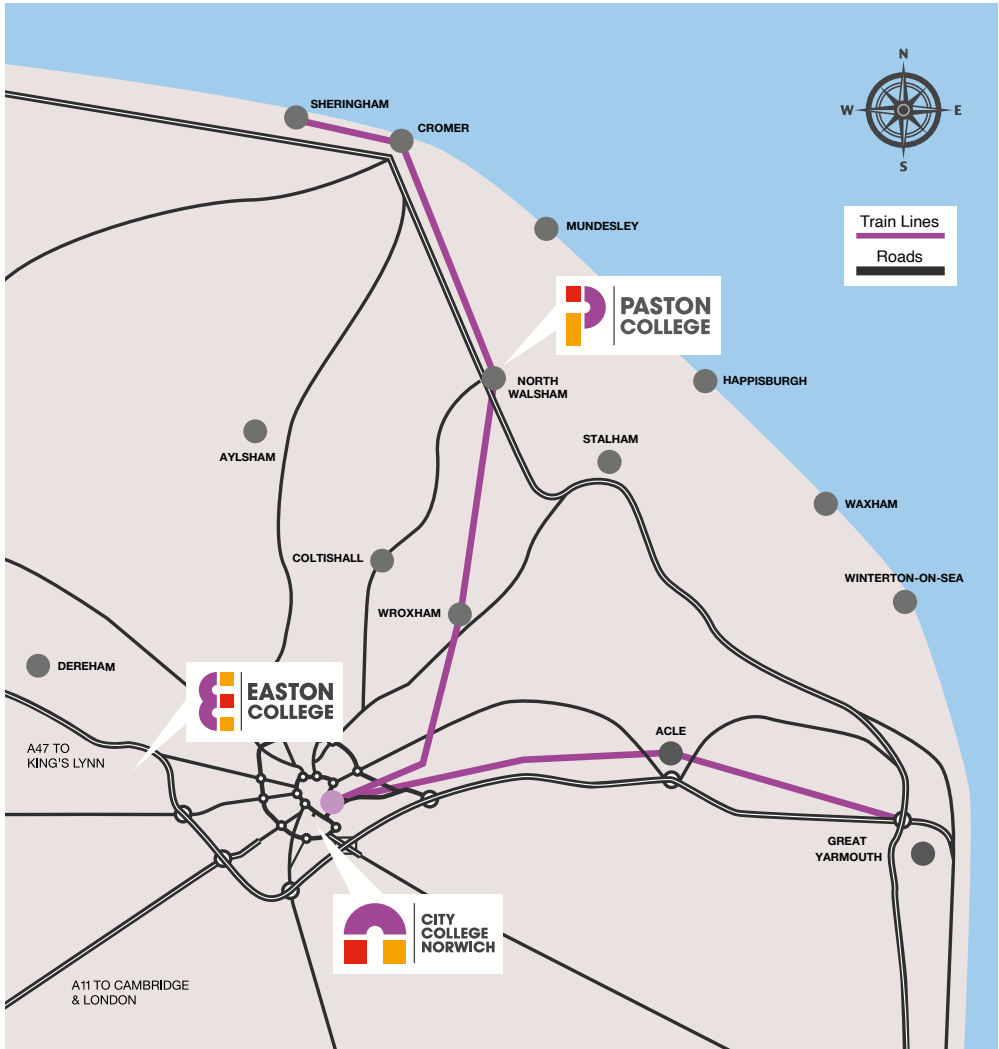 N
SHERINGHAM
W
E
CROMER
S
Train Lines
MUNDESLEY
Roads
PASTON
COLLEGE
NORTH
WALSHAM
HAPPISBURGH
STALHAM
AYLSHAM
WAXHAM
COLTISHALL
WINTERTON-ON-SEA
WROXHAM
DEREHAM
EASTON
COLLEGE
ACLE
A47 TO
KING'S LYNN
GREAT
YARMOUTH
CITY
COLLEGE
NORWICH
A11 TO CAMBRIDGE
& LONDON